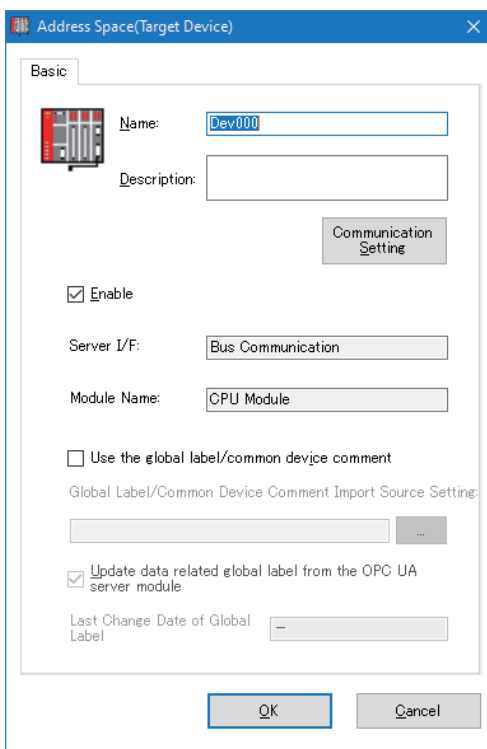 Address Space(Target Device)
Basic
Name:
Dev000
Description:
Communication
Setting
Enable
Server I/F:
Bus Communication
Module Name:
CPU Module
Use the global label/common device comment
Global Label/Common Device Comment Import Source Setting:
...
Update data related global label from the OPC UA
server module
Last Change Date of Global
Label
—
OK
Cancel